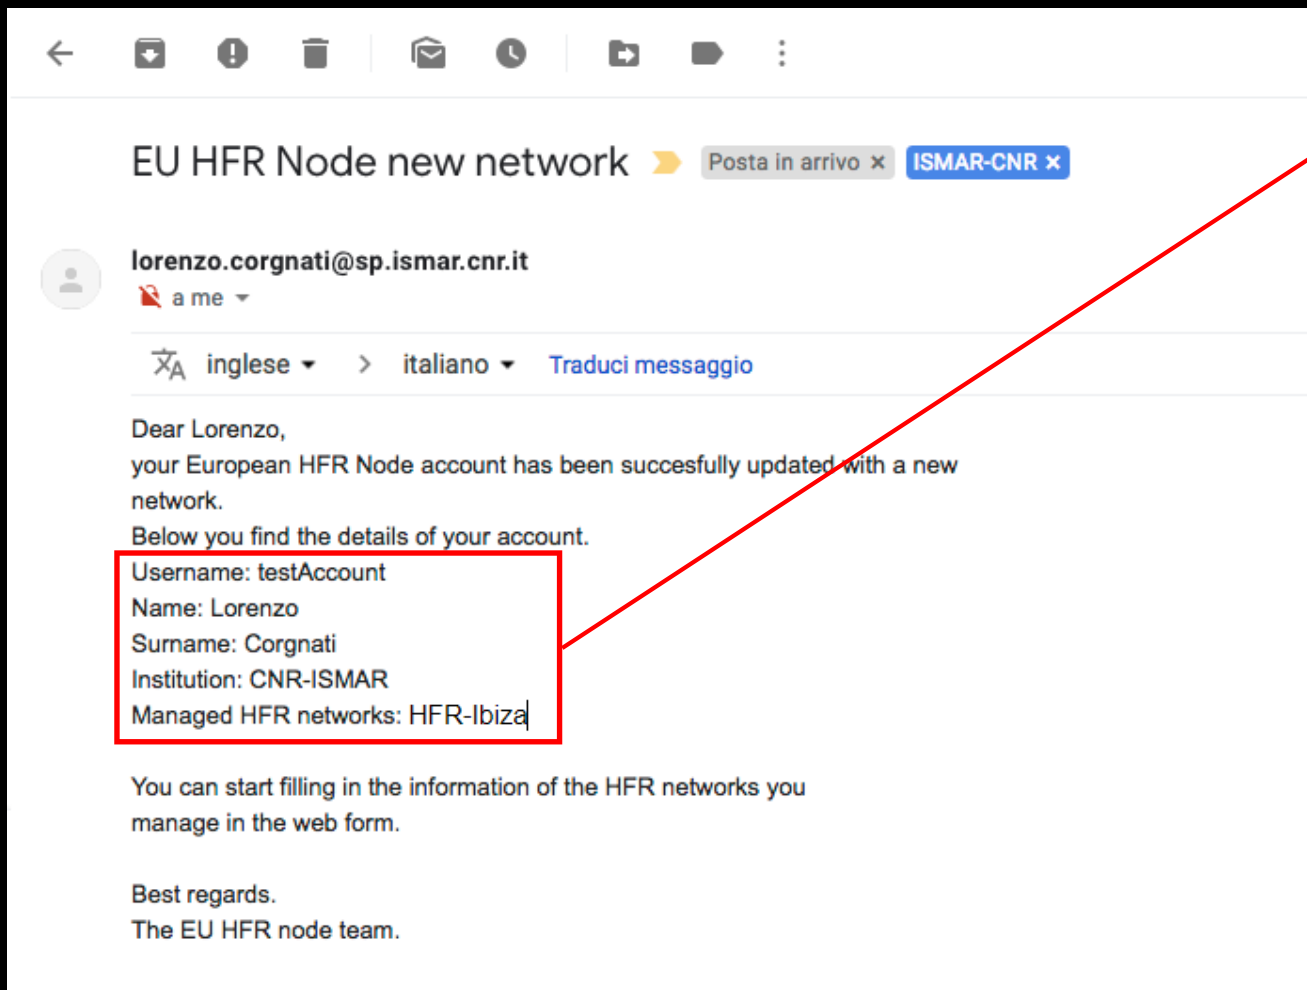 EU HFR Node new network Posta in arrivo × ISMAR-CNR ×
lorenzo.corgnati@sp.ismar.cnr.it
a me
inglese > italiano Traduci messaggio
Dear Lorenzo,
your European HFR Node account has been succesfully updated with a new
network.
Below you find the details of your account.
Username: testAccount
Name: Lorenzo
Surname: Corgnati
Institution: CNR-ISMAR
Managed HFR networks: HFR-Ibiza
You can start filling in the information of the HFR networks you
manage in the web form.
Best regards.
The EU HFR node team.